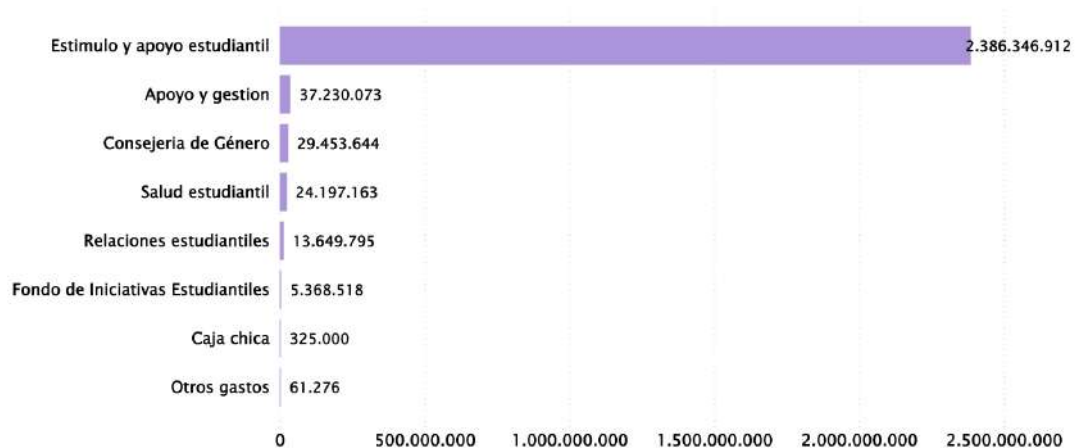 Estimulo y apoyo estudiantil 2.386.346.912
Apoyo y gestion 37.230.073
Consejeria de Género 29.453.644
Salud estudiantil 24.197.163
Relaciones estudiantiles 13.649.795
Fondo de Iniciativas Estudiantiles 5.368.518
Caja chica 325.000
Otros gastos 61.276
0 500.000.000 1.000.000.000 1.500.000.000 2.000.000.000 2.500.000.000